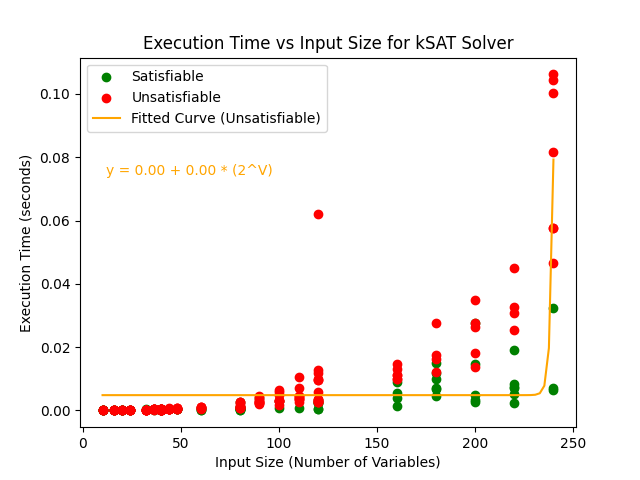 Execution Time vs Input Size for kSAT Solver
Satisfiable
Unsatisfiable
Fitted Curve (Unsatisfiable)
y = 0.00 + 0.00 * (2^V)
Execution Time (seconds)
0.10
0.08
0.06
0.04
0.02
0.00
0
50
100
150
200
250
Input Size (Number of Variables)